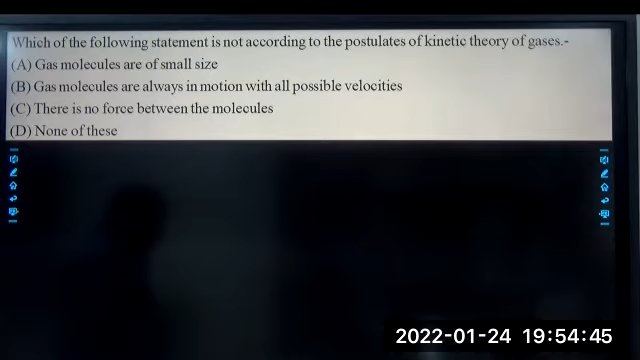 Which of the following statement is not according to the postulates of kinetic theory of gases.-
(A) Gas molecules are of small size
(B) Gas molecules are always in motion with all possible velocities
(C) There is no force between the molecules
(D) None of these
2022-01-24 19:54:45